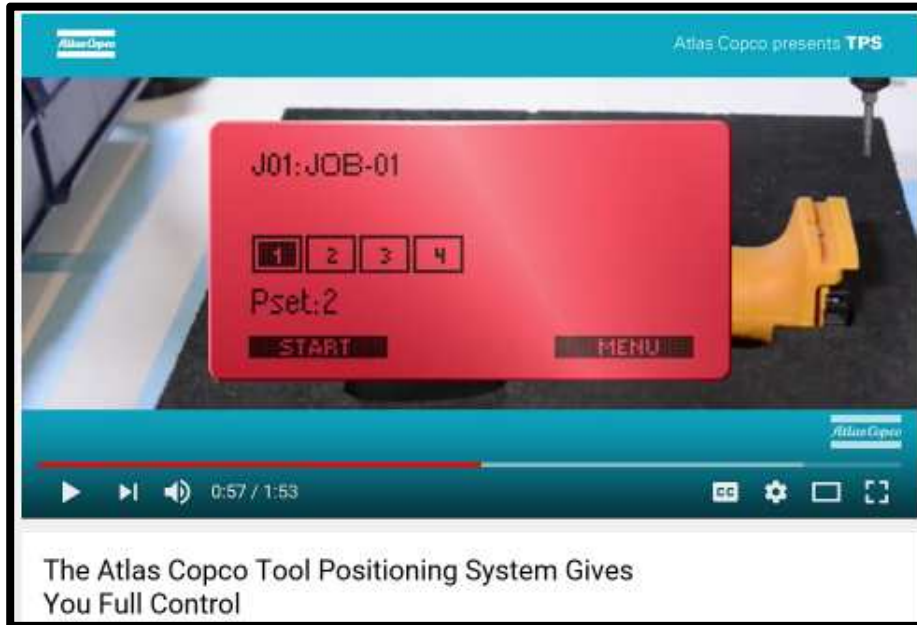 Atlas Copco
Atlas Copco presents TPS
J01:JOB-01
1 2 3 4
Pset:2
START MENU
Atlas Copco
0:57 / 1:53
CC
The Atlas Copco Tool Positioning System Gives
You Full Control